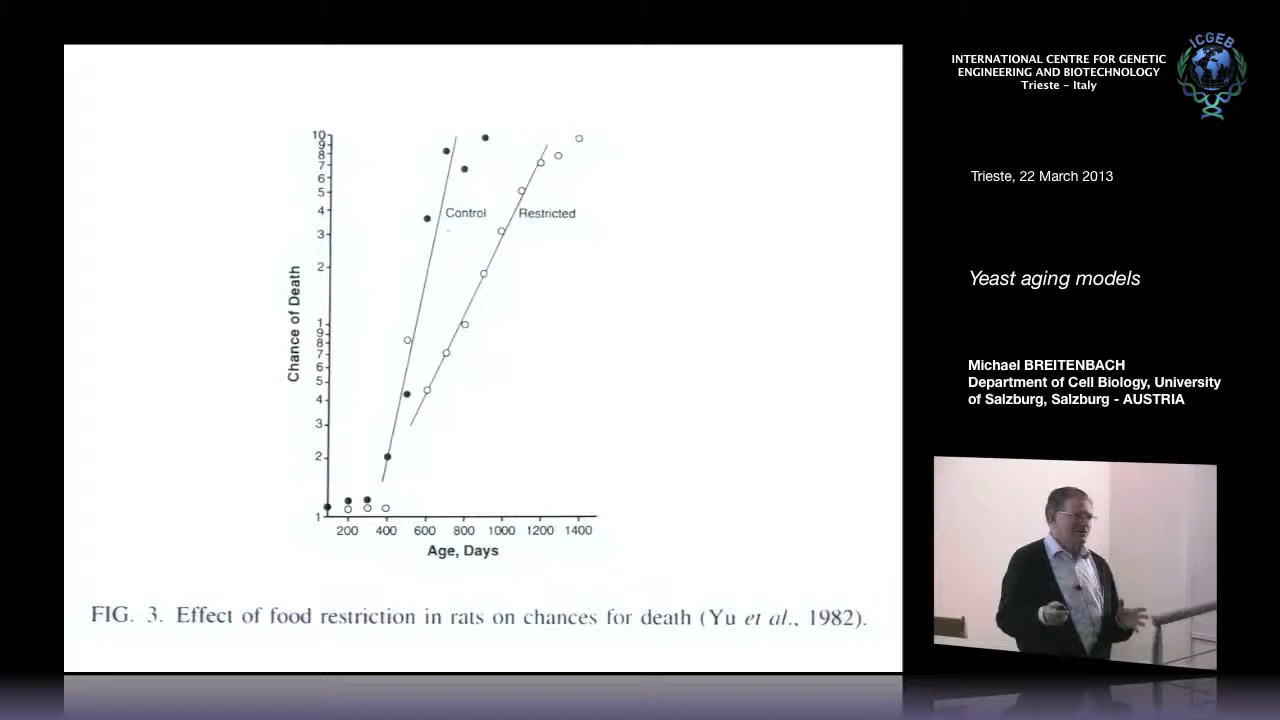 10
9
8
7
6
5
4
3
2
1
9
8
7
6
5
4
3
2
1
Chance of Death
Control
Restricted
200 400 600 800 1000 1200 1400
Age, Days
FIG. 3. Effect of food restriction in rats on chances for death (Yu et al., 1982).
INTERNATIONAL CENTRE FOR GENETIC
ENGINEERING AND BIOTECHNOLOGY
Trieste - Italy
ICGEB
Trieste, 22 March 2013
Yeast aging models
Michael BREITENBACH
Department of Cell Biology, University
of Salzburg, Salzburg - AUSTRIA